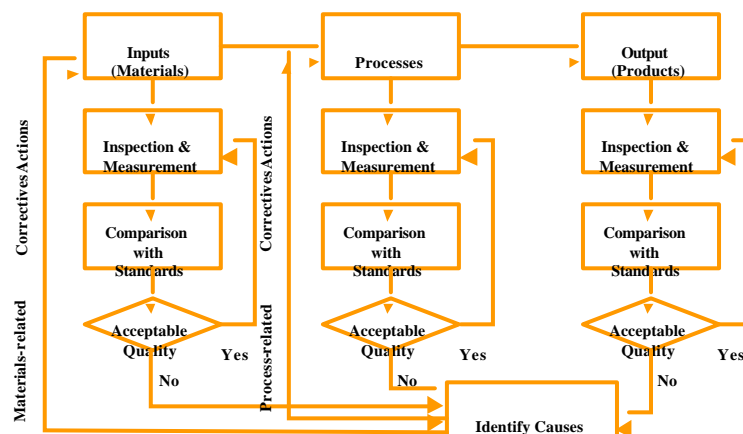 Inputs
(Materials)
Processes
Output
(Products)
Inspection &
Measurement
Inspection &
Measurement
Inspection &
Measurement
Comparison
with
Standards
Comparison
with
Standards
Comparison
with
Standards
Acceptable
Quality
Yes
No
Acceptable
Quality
Yes
No
Acceptable
Quality
Yes
No
Materials-related Correctives Actions
Process-related Correctives Actions
Identify Causes